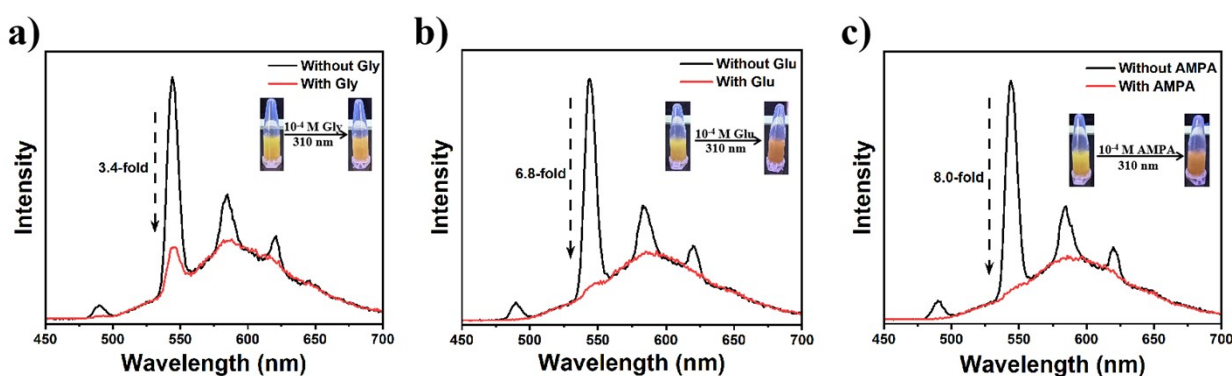 a)
Intensity
Without Gly
With Gly
10⁻⁴ M Gly
310 nm
3.4-fold
450 500 550 600 650 700
Wavelength (nm)
b)
Intensity
Without Glu
With Glu
10⁻⁴ M Glu
310 nm
6.8-fold
450 500 550 600 650 700
Wavelength (nm)
c)
Intensity
Without AMPA
With AMPA
10⁻⁴ M AMPA
310 nm
8.0-fold
450 500 550 600 650 700
Wavelength (nm)